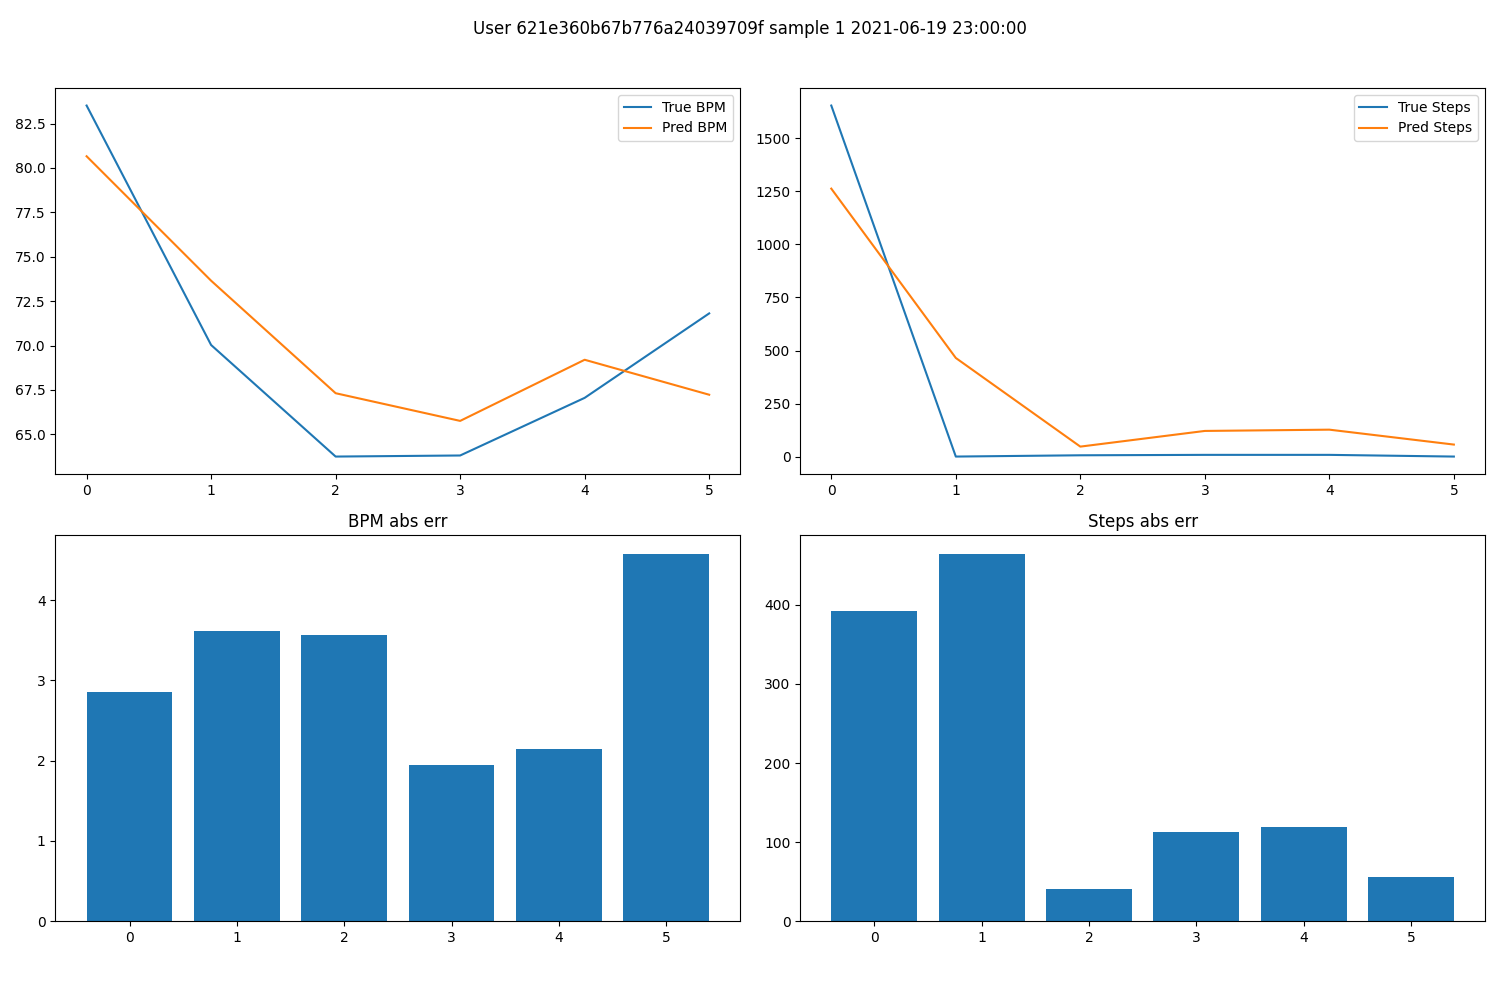 User 621e360b67b776a24039709f sample 1 2021-06-19 23:00:00
True BPM
Pred BPM
82.5
80.0
77.5
75.0
72.5
70.0
67.5
65.0
0 1 2 3 4 5
True Steps
Pred Steps
1500
1250
1000
750
500
250
0
0 1 2 3 4 5
BPM abs err
4
3
2
1
0
0 1 2 3 4 5
Steps abs err
400
300
200
100
0
0 1 2 3 4 5